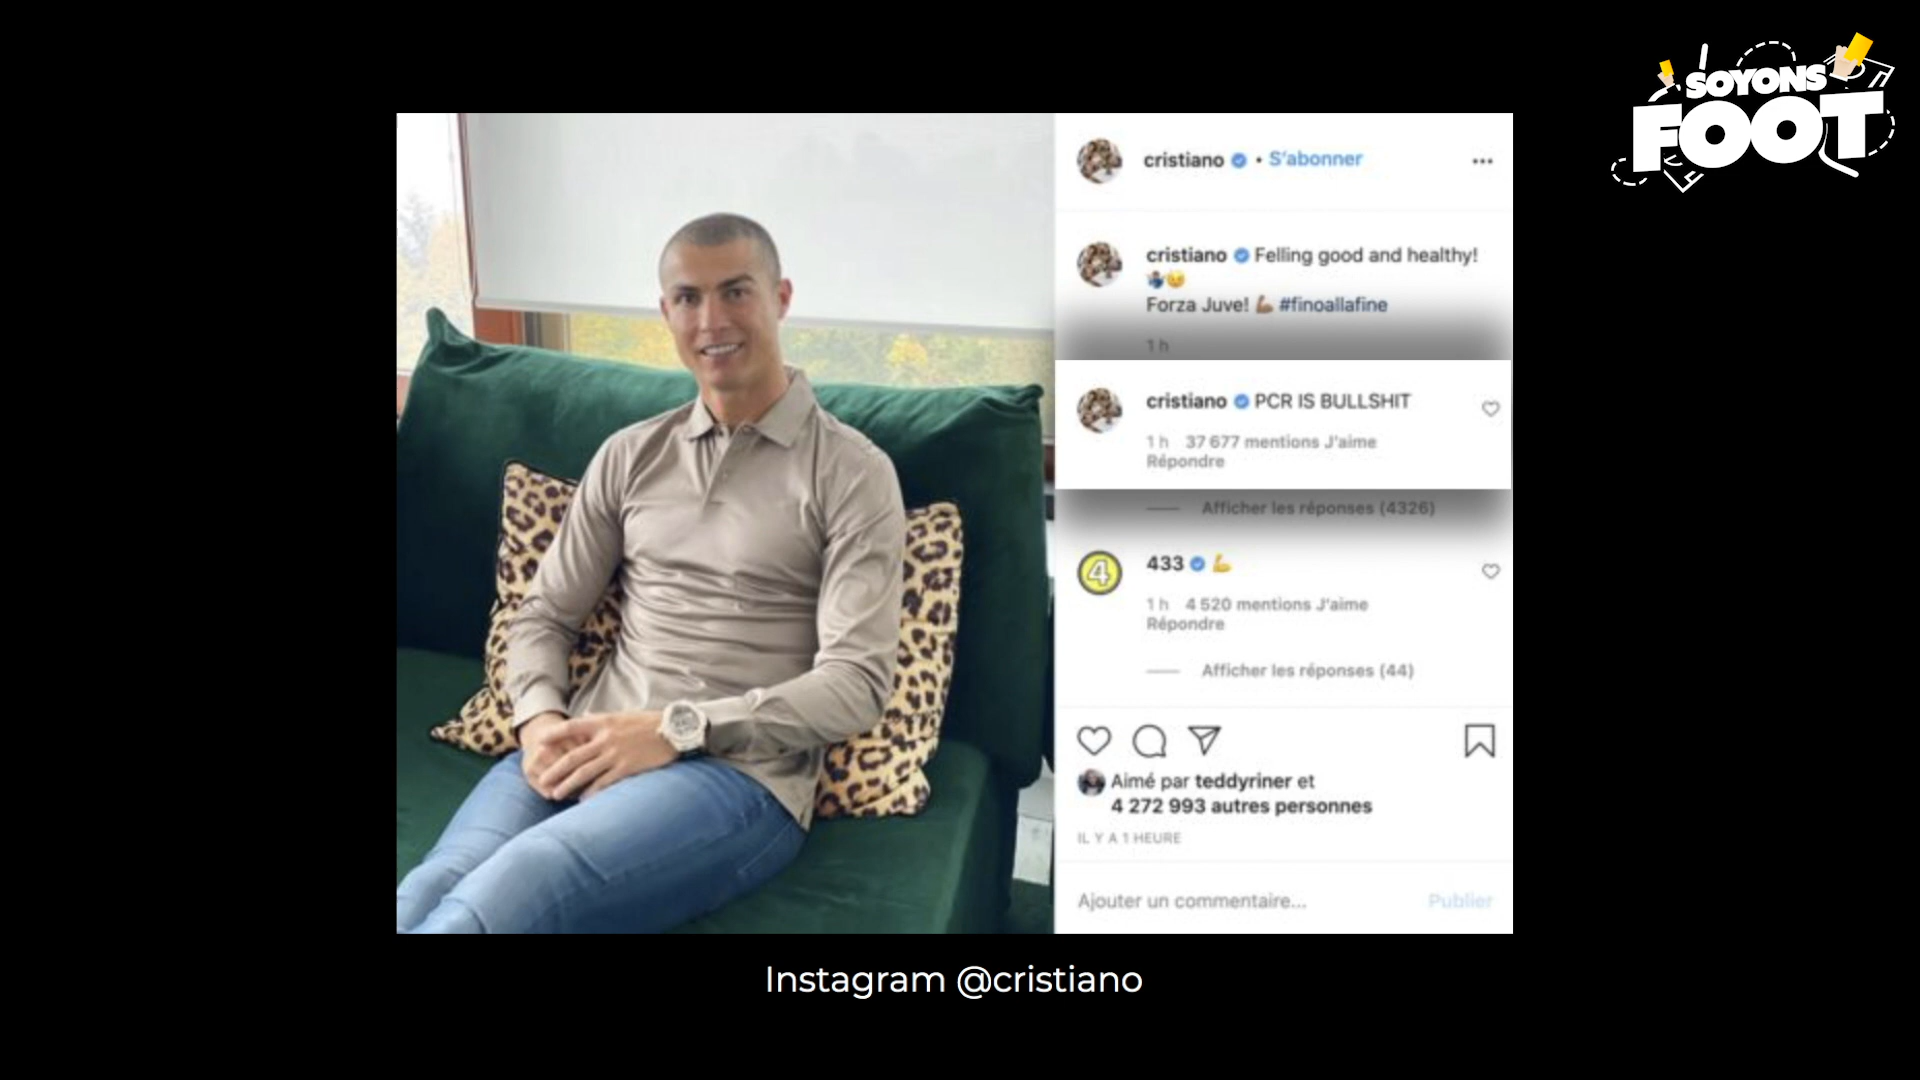 SOYONS
FOOT
cristiano • S'abonner
cristiano Felling good and healthy!
🤷🏽‍♂️😉
Forza Juve! 💪🏽 #finoallafine
1 h
cristiano PCR IS BULLSHIT
1 h 37 677 mentions J'aime
Répondre
Afficher les réponses (4326)
4
433 💪
1 h 4 520 mentions J'aime
Répondre
Afficher les réponses (44)
Aimé par teddyriner et
4 272 993 autres personnes
IL Y A 1 HEURE
Ajouter un commentaire...
Publier
Instagram @cristiano